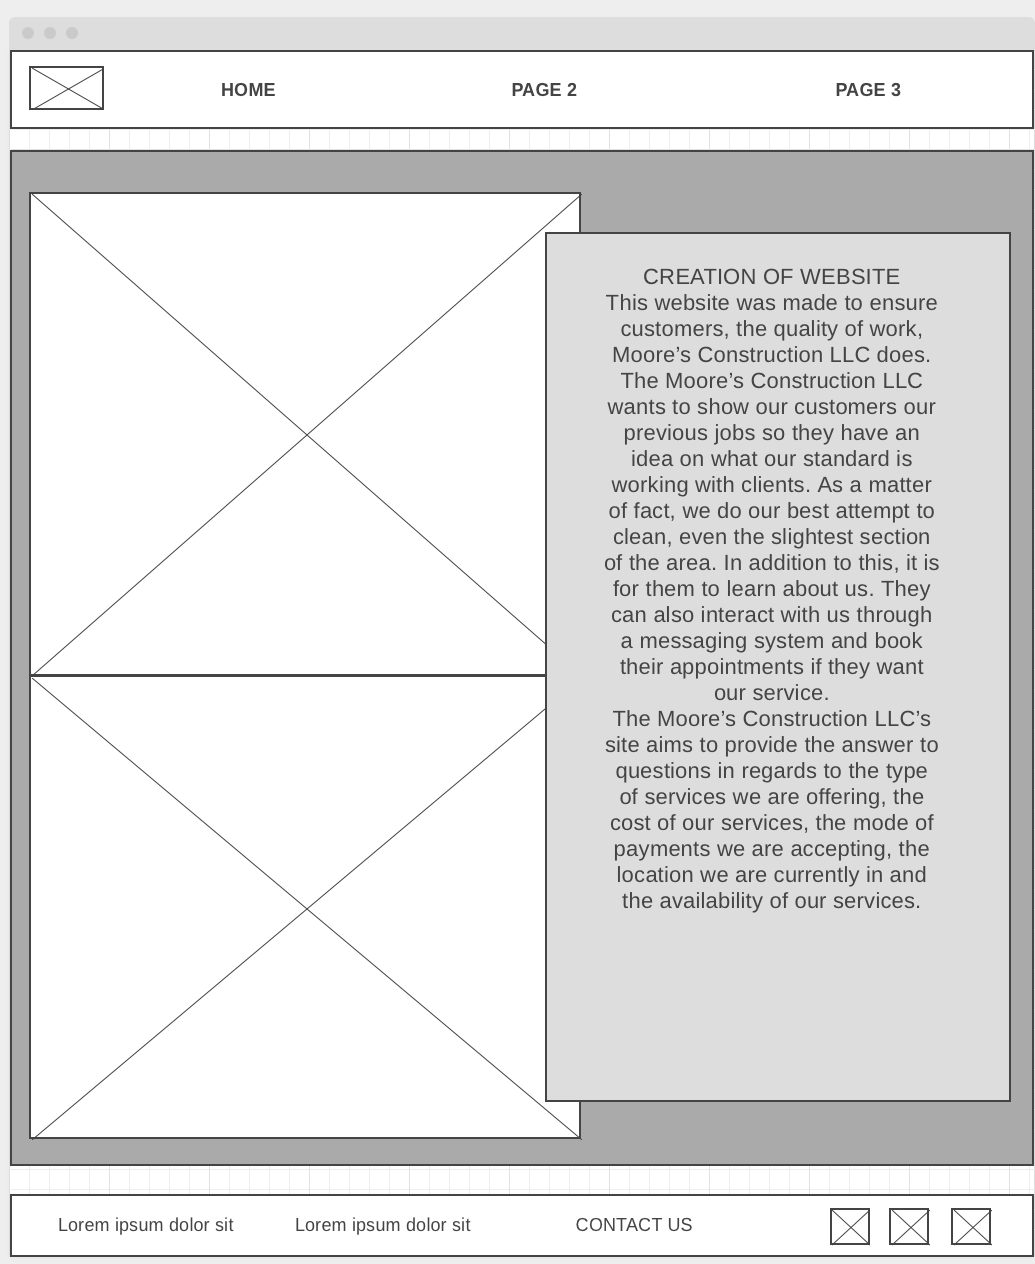 HOME PAGE 2 PAGE 3
CREATION OF WEBSITE
This website was made to ensure
customers, the quality of work,
Moore’s Construction LLC does.
The Moore’s Construction LLC
wants to show our customers our
previous jobs so they have an
idea on what our standard is
working with clients. As a matter
of fact, we do our best attempt to
clean, even the slightest section
of the area. In addition to this, it is
for them to learn about us. They
can also interact with us through
a messaging system and book
their appointments if they want
our service.
The Moore’s Construction LLC’s
site aims to provide the answer to
questions in regards to the type
of services we are offering, the
cost of our services, the mode of
payments we are accepting, the
location we are currently in and
the availability of our services.
Lorem ipsum dolor sit Lorem ipsum dolor sit CONTACT US